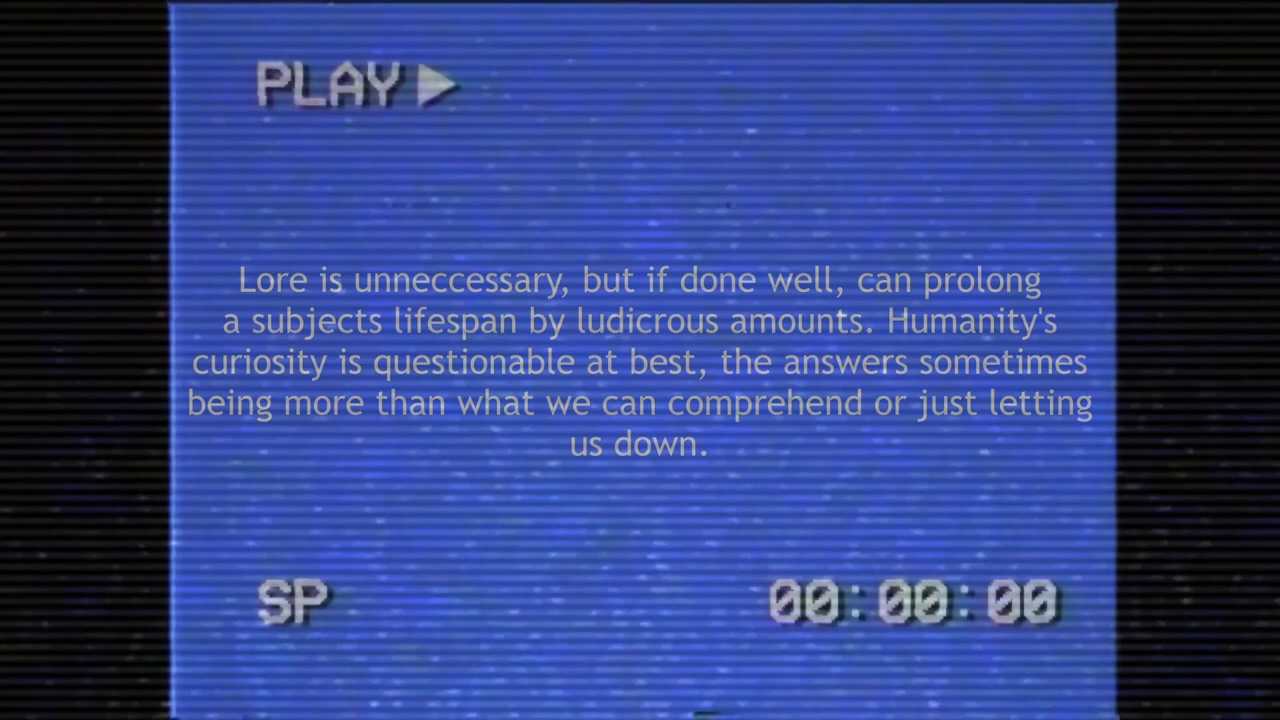 PLAY ▶
Lore is unneccessary, but if done well, can prolong
a subjects lifespan by ludicrous amounts. Humanity's
curiosity is questionable at best, the answers sometimes
being more than what we can comprehend or just letting
us down.
SP 00:00:00